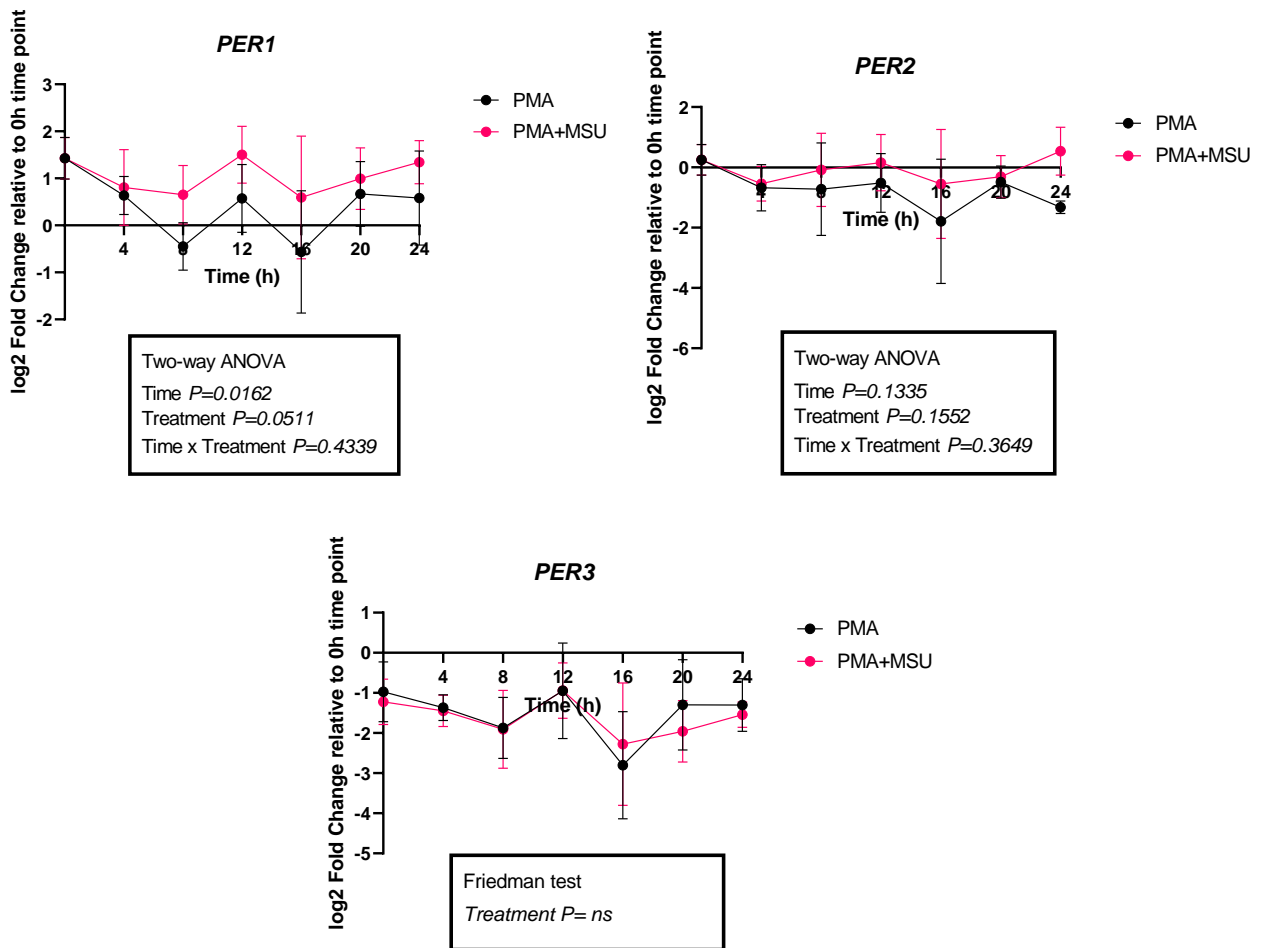 PER1
log2 Fold Change relative to 0h time point
3
2
1
0
-1
-2
4
8
12
16
20
24
Time (h)
PMA
PMA+MSU
Two-way ANOVA
Time P=0.0162
Treatment P=0.0511
Time x Treatment P=0.4339
PER2
log2 Fold Change relative to 0h time point
2
0
-2
-4
-6
4
8
12
16
20
24
Time (h)
PMA
PMA+MSU
Two-way ANOVA
Time P=0.1335
Treatment P=0.1552
Time x Treatment P=0.3649
PER3
log2 Fold Change relative to 0h time point
1
0
-1
-2
-3
-4
-5
4
8
12
16
20
24
Time (h)
PMA
PMA+MSU
Friedman test
Treatment P= ns